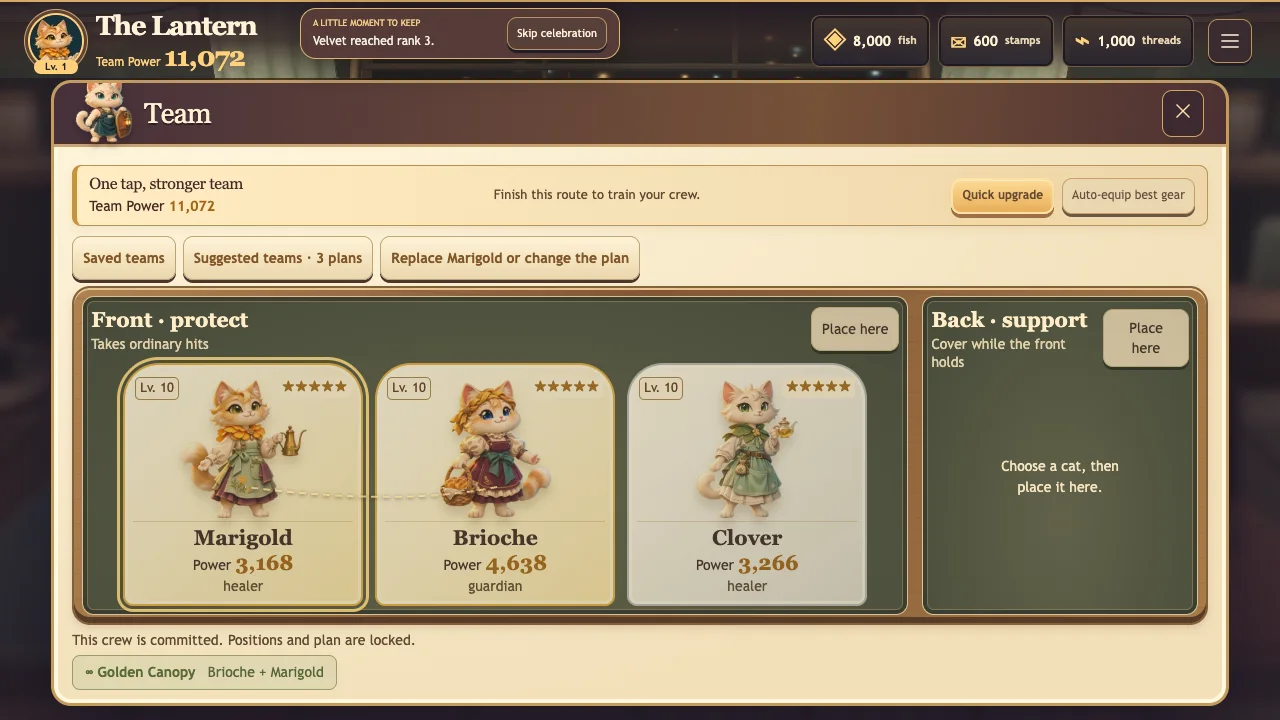 The Lantern
Lv. 1
Team Power 11,072
A LITTLE MOMENT TO KEEP
Velvet reached rank 3.
Skip celebration
8,000 fish
600 stamps
1,000 threads
Team
One tap, stronger team
Team Power 11,072
Finish this route to train your crew.
Quick upgrade
Auto-equip best gear
Saved teams
Suggested teams · 3 plans
Replace Marigold or change the plan
Front · protect
Takes ordinary hits
Place here
Lv. 10
Marigold
Power 3,168
healer
Lv. 10
Brioche
Power 4,638
guardian
Lv. 10
Clover
Power 3,266
healer
Back · support
Cover while the front
holds
Place
here
Choose a cat, then
place it here.
This crew is committed. Positions and plan are locked.
Golden Canopy Brioche + Marigold